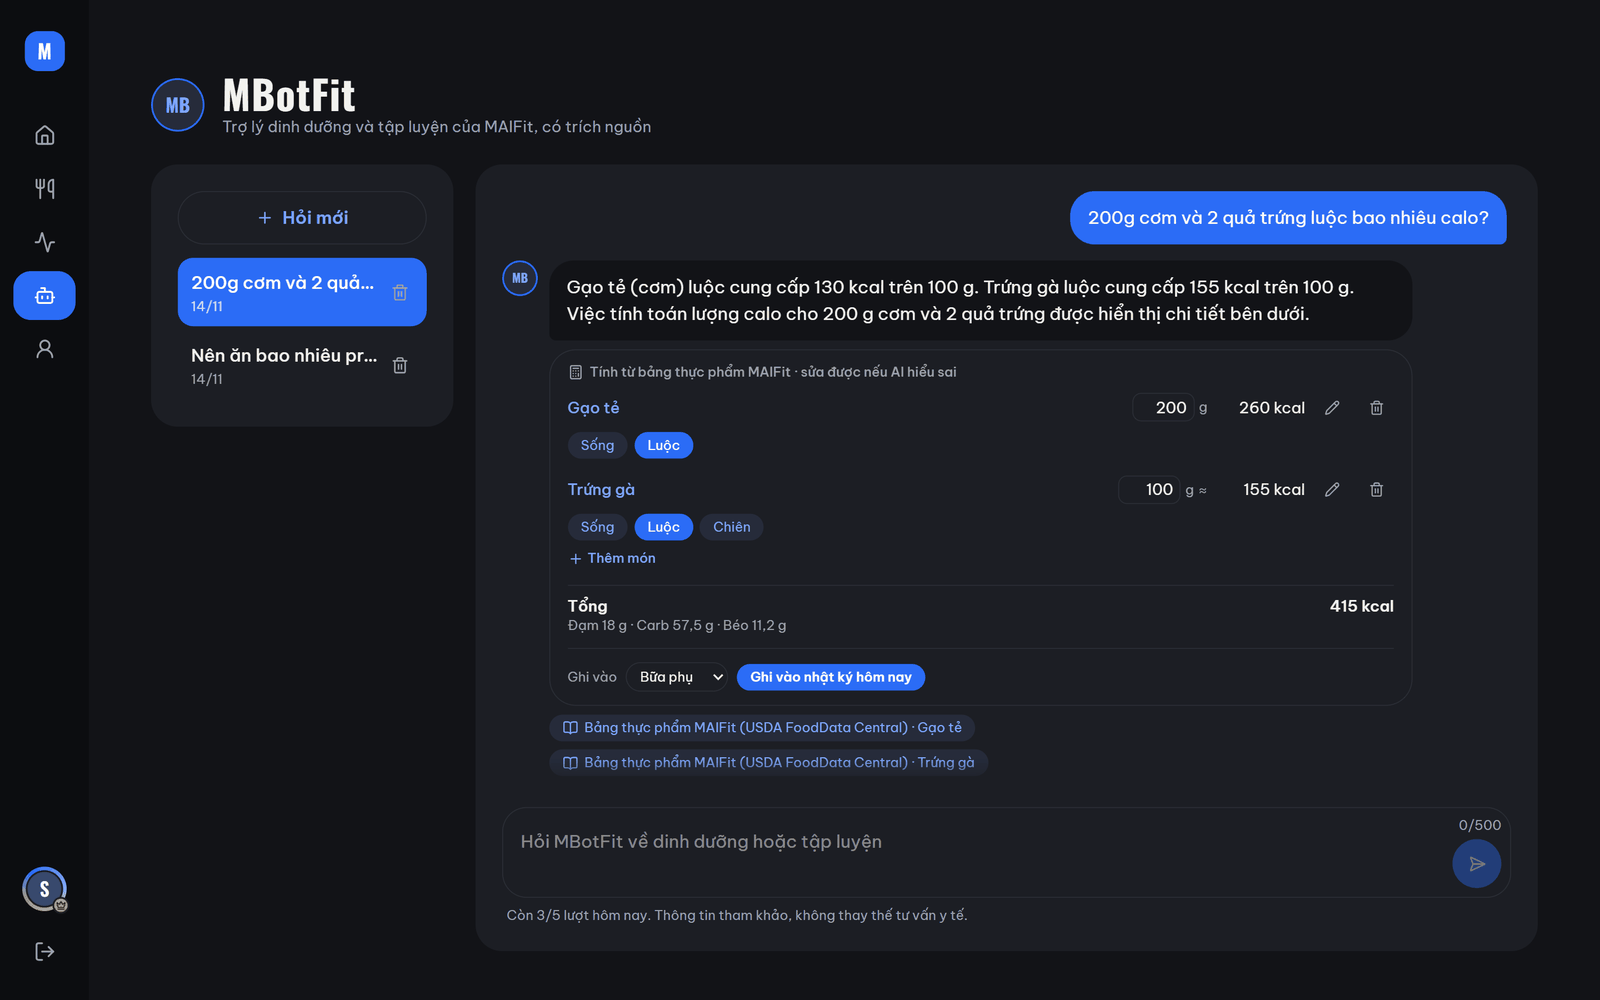 M
MB
MBotFit
Trợ lý dinh dưỡng và tập luyện của MAIFit, có trích nguồn
+ Hỏi mới
200g cơm và 2 quả...
14/11
Nên ăn bao nhiêu pr...
14/11
200g cơm và 2 quả trứng luộc bao nhiêu calo?
MB
Gạo tẻ (cơm) luộc cung cấp 130 kcal trên 100 g. Trứng gà luộc cung cấp 155 kcal trên 100 g.
Việc tính toán lượng calo cho 200 g cơm và 2 quả trứng được hiển thị chi tiết bên dưới.
Tính từ bảng thực phẩm MAIFit · sửa được nếu AI hiểu sai
Gạo tẻ 200 g 260 kcal
Sống Luộc
Trứng gà 100 g ≈ 155 kcal
Sống Luộc Chiên
+ Thêm món
Tổng 415 kcal
Đạm 18 g · Carb 57,5 g · Béo 11,2 g
Ghi vào Bữa phụ Ghi vào nhật ký hôm nay
Bảng thực phẩm MAIFit (USDA FoodData Central) · Gạo tẻ
Bảng thực phẩm MAIFit (USDA FoodData Central) · Trứng gà
0/500
Hỏi MBotFit về dinh dưỡng hoặc tập luyện
Còn 3/5 lượt hôm nay. Thông tin tham khảo, không thay thế tư vấn y tế.
S